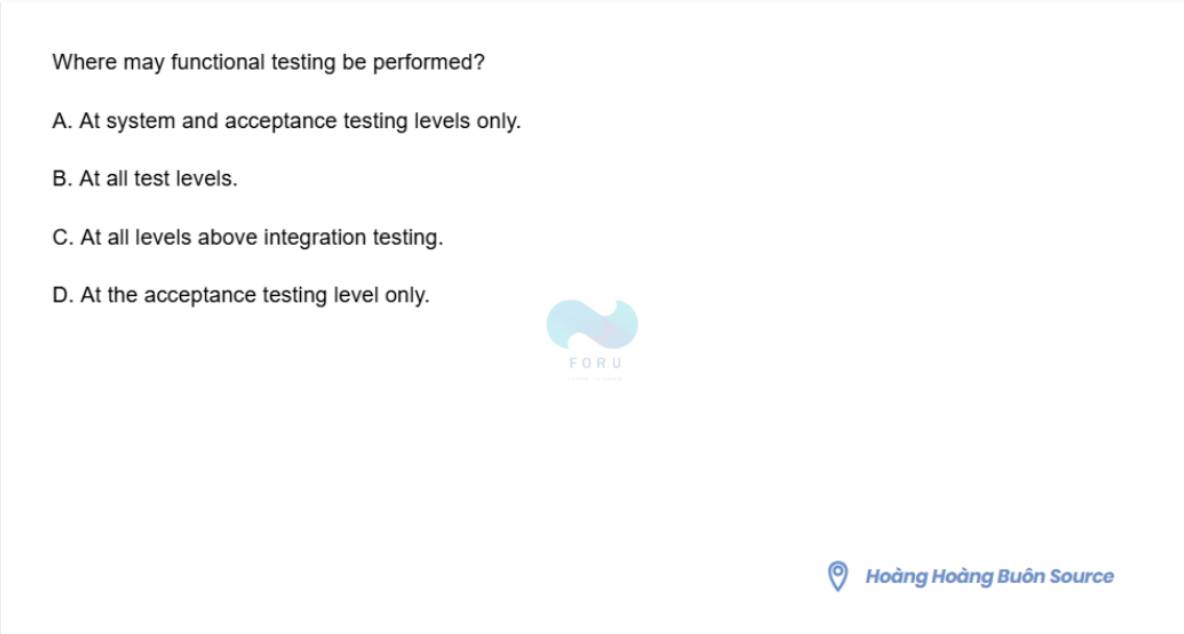 Where may functional testing be performed?
A. At system and acceptance testing levels only.
B. At all test levels.
C. At all levels above integration testing.
D. At the acceptance testing level only.
FORU
Hoàng Hoàng Buôn Source